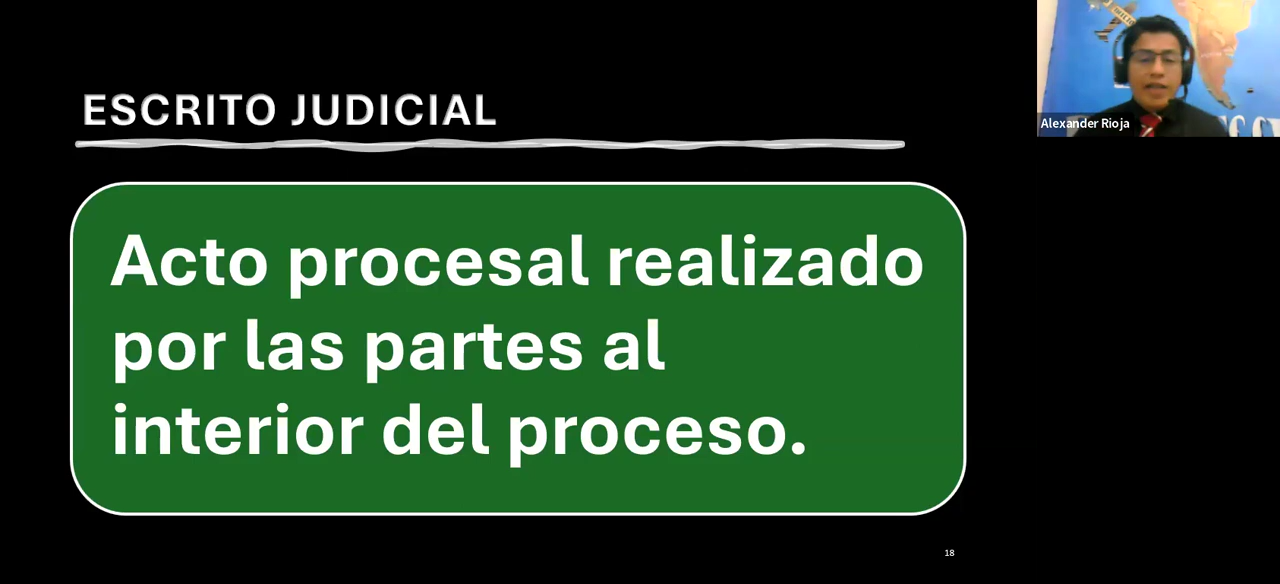 ESCRITO JUDICIAL
Acto procesal realizado
por las partes al
interior del proceso.
18
Alexander Rioja